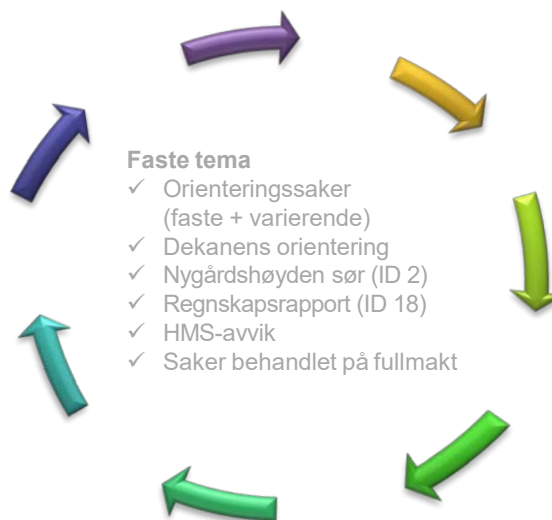 Faste tema
✓ Orienteringssaker
(faste + varierende)
✓ Dekanens orientering
✓ Nygårdshøyden sør (ID 2)
✓ Regnskapsrapport (ID 18)
✓ HMS-avvik
✓ Saker behandlet på fullmakt